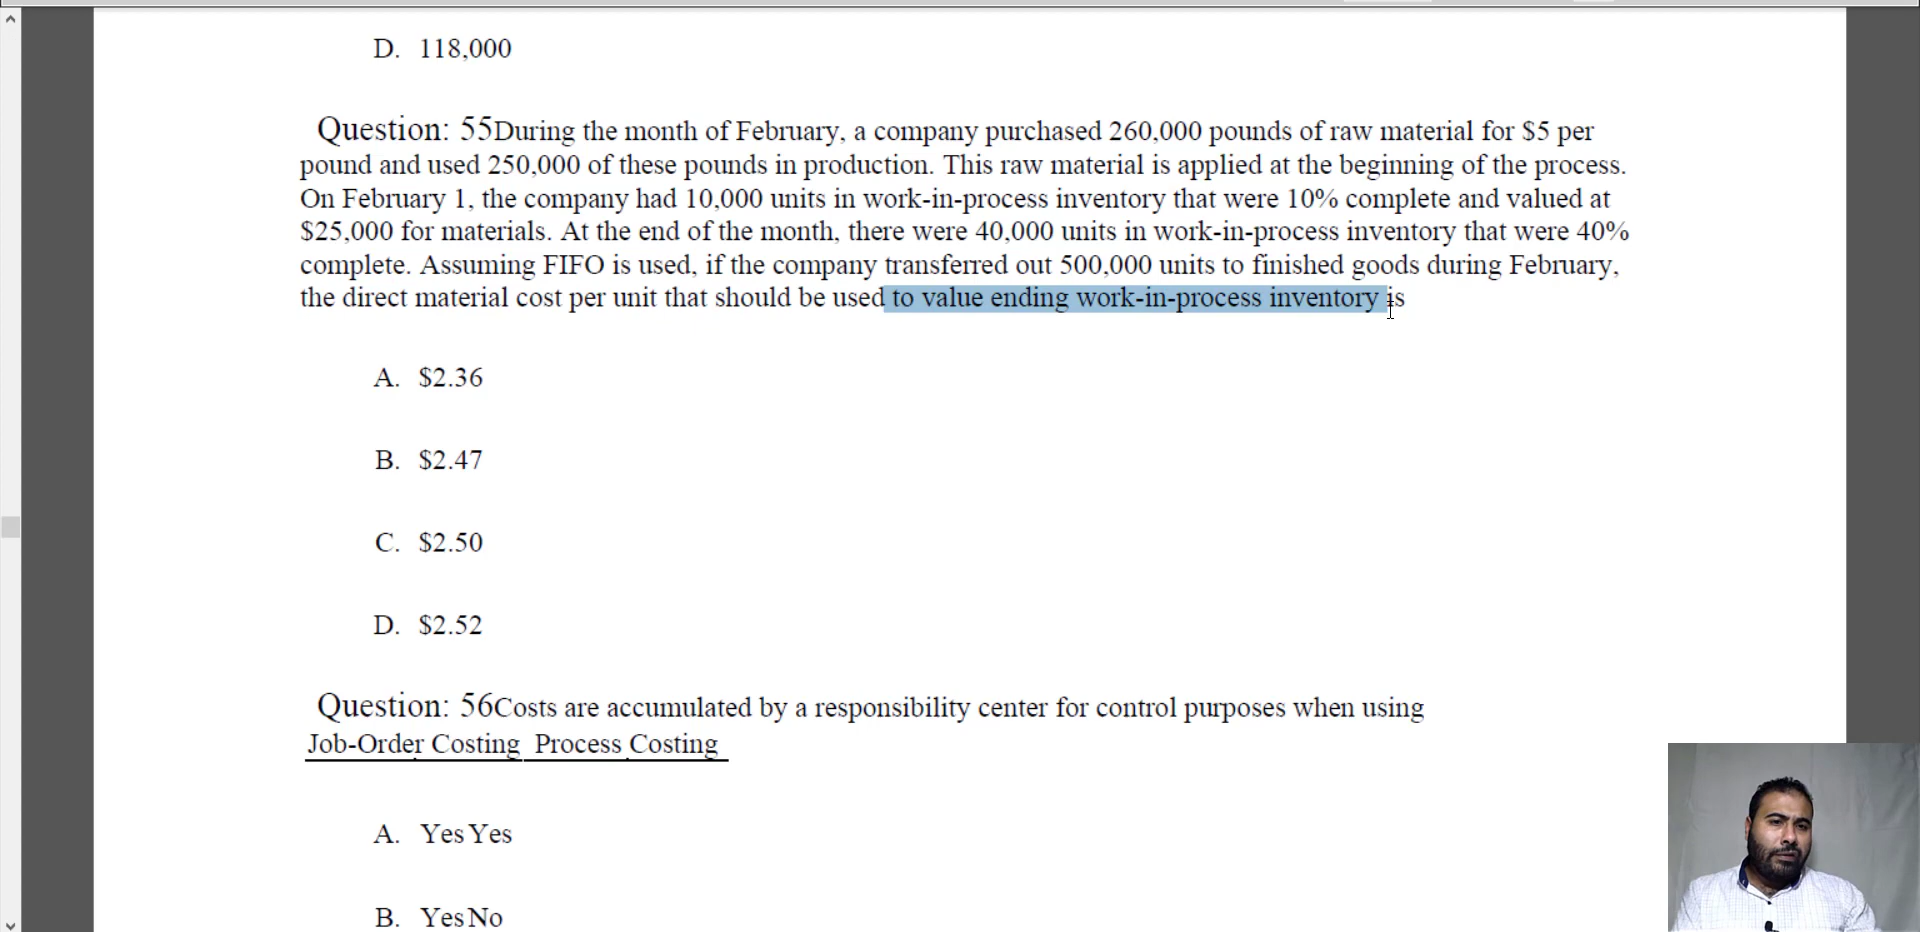 D. 118,000
Question: 55During the month of February, a company purchased 260,000 pounds of raw material for $5 per
pound and used 250,000 of these pounds in production. This raw material is applied at the beginning of the process.
On February 1, the company had 10,000 units in work-in-process inventory that were 10% complete and valued at
$25,000 for materials. At the end of the month, there were 40,000 units in work-in-process inventory that were 40%
complete. Assuming FIFO is used, if the company transferred out 500,000 units to finished goods during February,
the direct material cost per unit that should be used to value ending work-in-process inventory is
A. $2.36
B. $2.47
C. $2.50
D. $2.52
Question: 56Costs are accumulated by a responsibility center for control purposes when using
Job-Order Costing Process Costing
A. Yes Yes
B. Yes No